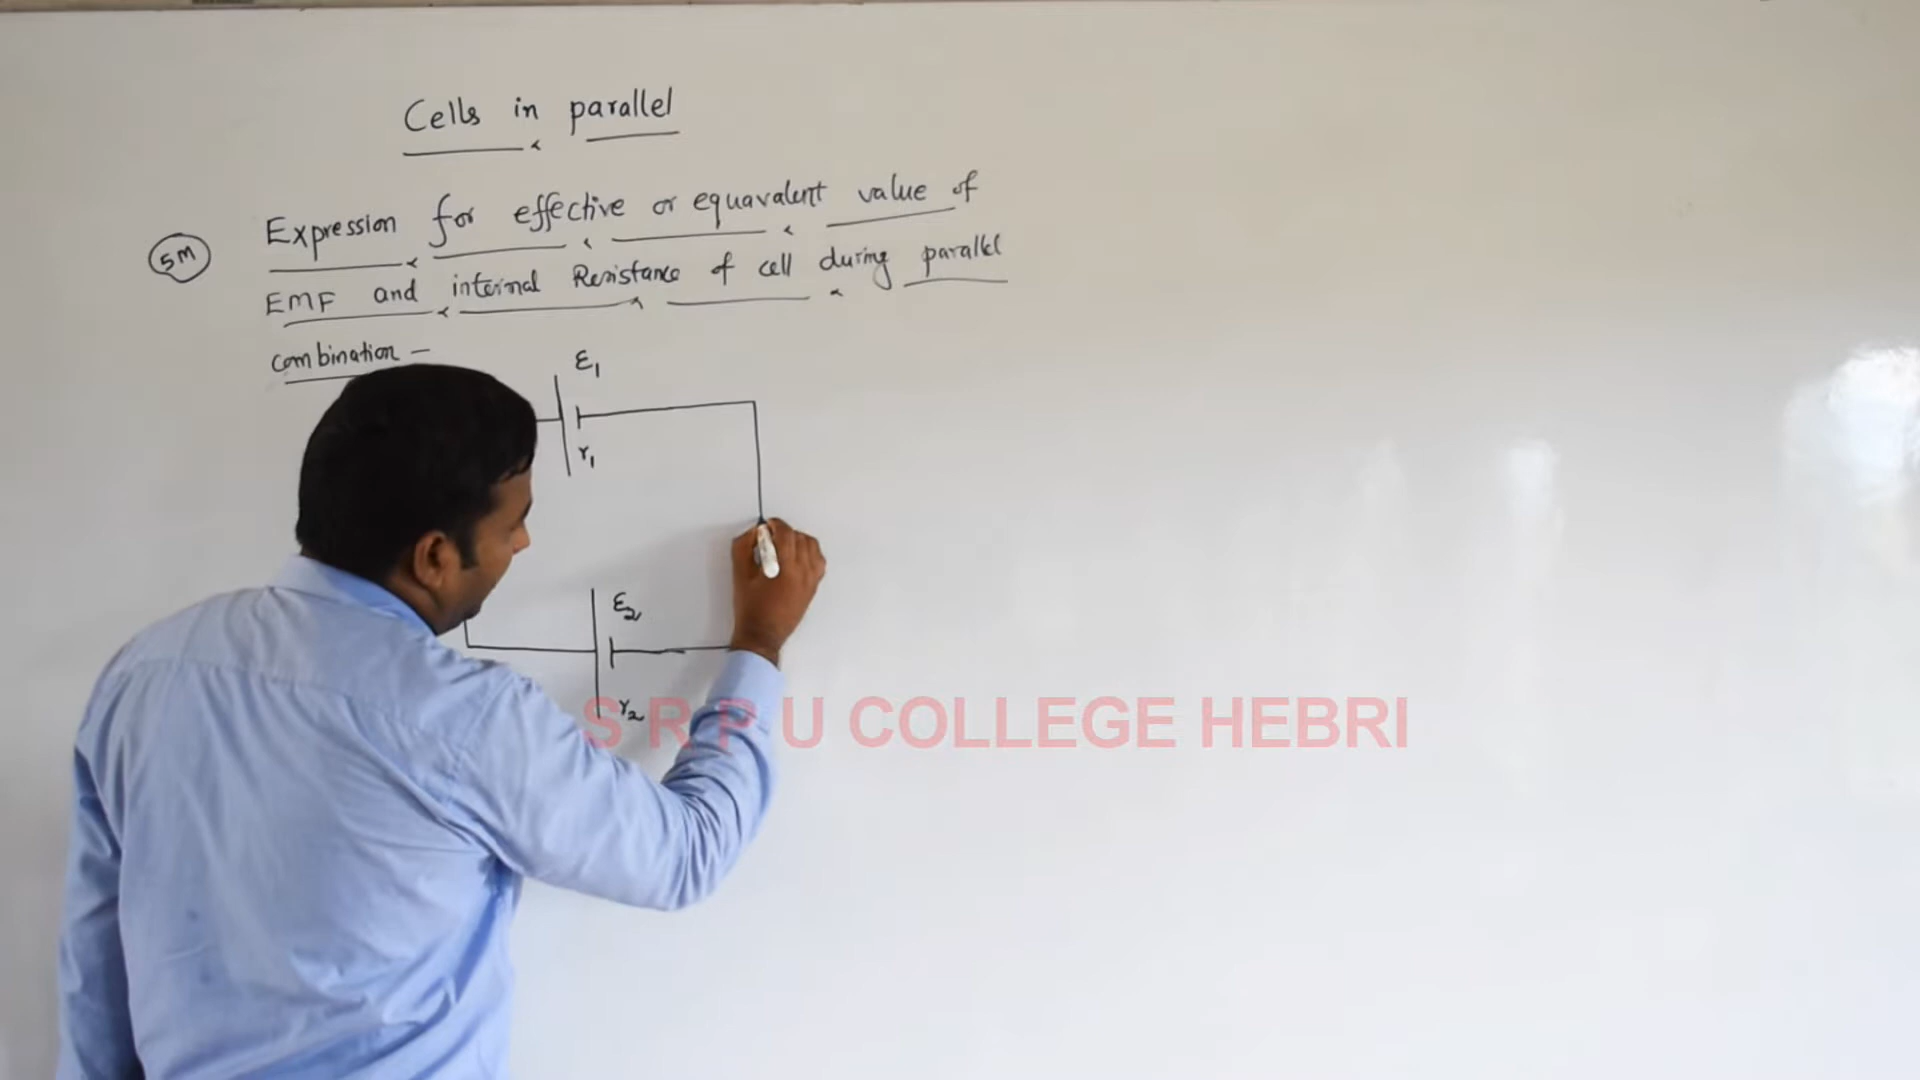 Cells in parallel
5M
Expression for effective or equavalent value of
EMF and internal Resistance of cell during parallel
combination -
ε1
r1
ε2
r2
S R P U COLLEGE HEBRI